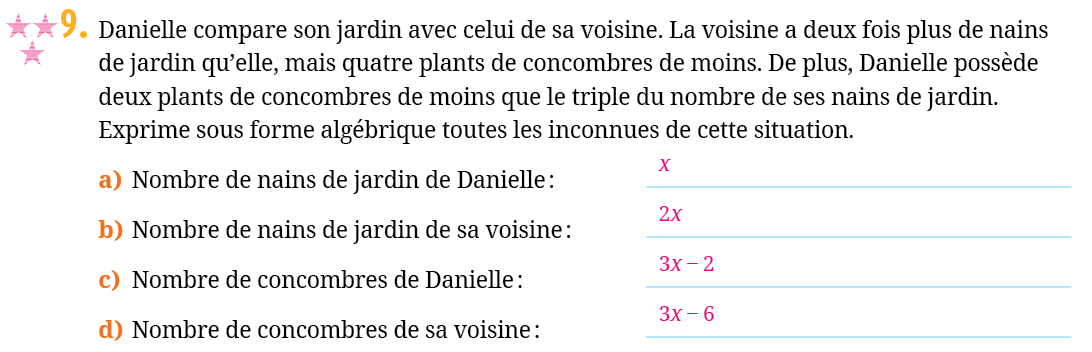 9. Danielle compare son jardin avec celui de sa voisine. La voisine a deux fois plus de nains
de jardin qu’elle, mais quatre plants de concombres de moins. De plus, Danielle possède
deux plants de concombres de moins que le triple du nombre de ses nains de jardin.
Exprime sous forme algébrique toutes les inconnues de cette situation.
a) Nombre de nains de jardin de Danielle : x
b) Nombre de nains de jardin de sa voisine : 2x
c) Nombre de concombres de Danielle : 3x – 2
d) Nombre de concombres de sa voisine : 3x – 6